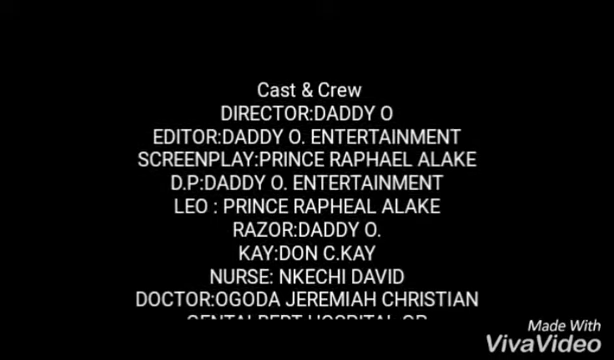 Cast & Crew
DIRECTOR:DADDY O
EDITOR:DADDY O. ENTERTAINMENT
SCREENPLAY:PRINCE RAPHAEL ALAKE
D.P:DADDY O. ENTERTAINMENT
LEO : PRINCE RAPHEAL ALAKE
RAZOR:DADDY O.
KAY:DON C.KAY
NURSE: NKECHI DAVID
DOCTOR:OGODA JEREMIAH CHRISTIAN
Made With
VivaVideo